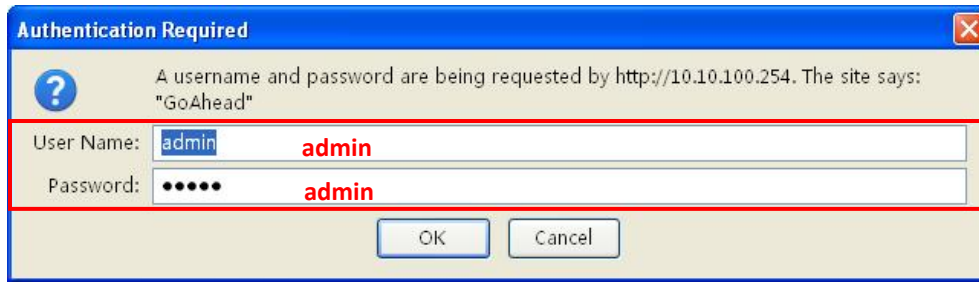 Authentication Required
A username and password are being requested by http://10.10.100.254. The site says:
"GoAhead"
User Name: admin admin
Password: ••••• admin
OK Cancel